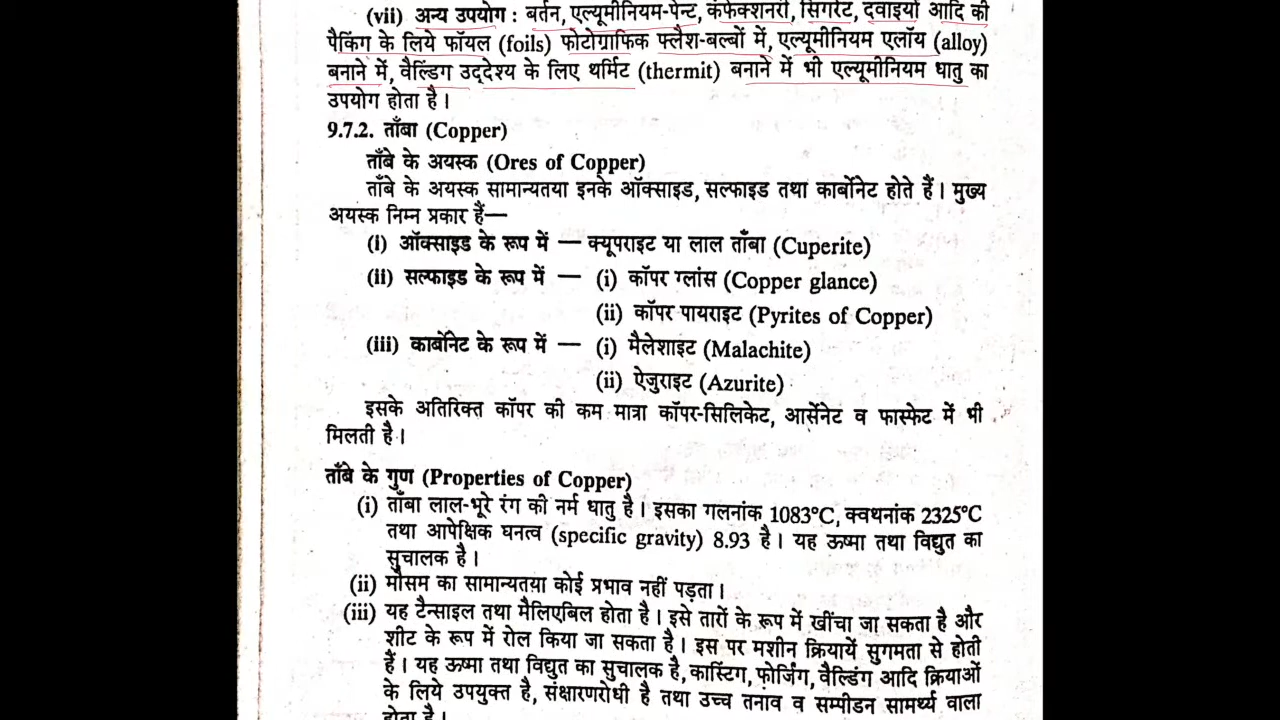 (vii) अन्य उपयोग : बर्तन, एल्यूमीनियम-पेन्ट, कंफेक्शनरी, सिगरेट, दवाइयों आदि की
पैकिंग के लिये फॉयल (foils) फोटोग्राफिक फ्लैश-बल्बों में, एल्यूमीनियम एलॉय (alloy)
बनाने में, वैल्डिंग उद्देश्य के लिए थर्मिट (thermit) बनाने में भी एल्यूमीनियम धातु का
उपयोग होता है।
9.7.2. ताँबा (Copper)
ताँबे के अयस्क (Ores of Copper)
ताँबे के अयस्क सामान्यतया इनके ऑक्साइड, सल्फाइड तथा कार्बोनेट होते हैं। मुख्य
अयस्क निम्न प्रकार हैं—
(i) ऑक्साइड के रूप में — क्यूपराइट या लाल ताँबा (Cuperite)
(ii) सल्फाइड के रूप में — (i) कॉपर ग्लांस (Copper glance)
(ii) कॉपर पायराइट (Pyrites of Copper)
(iii) कार्बोनेट के रूप में — (i) मैलेशाइट (Malachite)
(ii) ऐजुराइट (Azurite)
इसके अतिरिक्त कॉपर की कम मात्रा कॉपर-सिलिकेट, आर्सेनेट व फास्फेट में भी
मिलती है।
ताँबे के गुण (Properties of Copper)
(i) ताँबा लाल-भूरे रंग की नर्म धातु है। इसका गलनांक 1083°C, क्वथनांक 2325°C
तथा आपेक्षिक घनत्व (specific gravity) 8.93 है। यह ऊष्मा तथा विद्युत का
सुचालक है।
(ii) मौसम का सामान्यतया कोई प्रभाव नहीं पड़ता।
(iii) यह टैन्साइल तथा मैलिएबिल होता है। इसे तारों के रूप में खींचा जा सकता है और
शीट के रूप में रोल किया जा सकता है। इस पर मशीन क्रियायें सुगमता से होती
हैं। यह ऊष्मा तथा विद्युत का सुचालक है, कास्टिंग, फोर्जिंग, वैल्डिंग आदि क्रियाओं
के लिये उपयुक्त है, संक्षारणरोधी है तथा उच्च तनाव व सम्पीडन सामर्थ्य वाला
होता है।